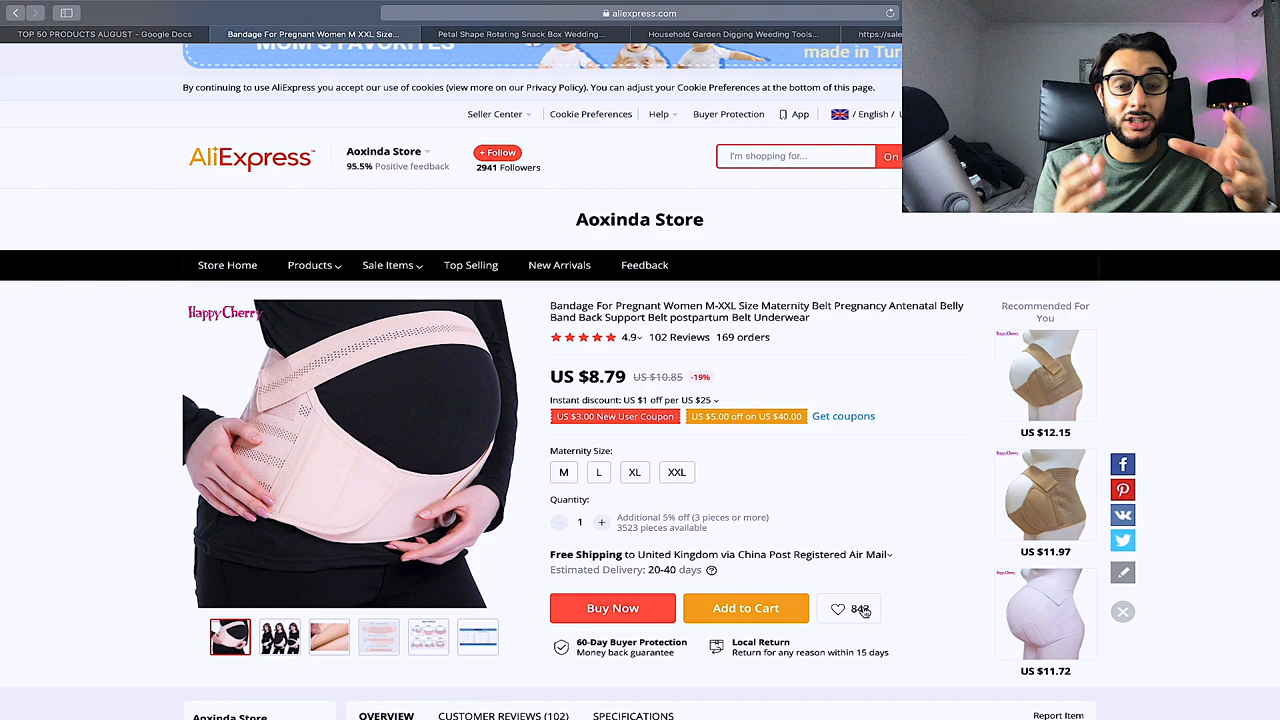 aliexpress.com
TOP 50 PRODUCTS AUGUST - Google Docs
Bandage For Pregnant Women M XXL Size...
Petal Shape Rotating Snack Box Wedding...
Household Garden Digging Weeding Tools...
https://sale
MOM'S FAVORITES
made in Tur
By continuing to use AliExpress you accept our use of cookies (view more on our Privacy Policy). You can adjust your Cookie Preferences at the bottom of this page.
Seller Center
Cookie Preferences
Help
Buyer Protection
App
/ English /
AliExpress
Aoxinda Store
95.5% Positive feedback
+ Follow
2941 Followers
I'm shopping for...
On
Aoxinda Store
Store Home
Products
Sale Items
Top Selling
New Arrivals
Feedback
Happy Cherry
Bandage For Pregnant Women M-XXL Size Maternity Belt Pregnancy Antenatal Belly
Band Back Support Belt postpartum Belt Underwear
4.9
102 Reviews
169 orders
US $8.79
US $10.85
-19%
Instant discount: US $1 off per US $25
US $3.00 New User Coupon
US $5.00 off on US $40.00
Get coupons
Maternity Size:
M
L
XL
XXL
Quantity:
1
Additional 5% off (3 pieces or more)
3523 pieces available
Free Shipping to United Kingdom via China Post Registered Air Mail
Estimated Delivery: 20-40 days
Buy Now
Add to Cart
60-Day Buyer Protection
Money back guarantee
Local Return
Return for any reason within 15 days
Recommended For
You
Happy Cherry
US $12.15
Happy Cherry
US $11.97
Happy Cherry
US $11.72
Aoxinda Store
OVERVIEW
CUSTOMER REVIEWS (102)
SPECIFICATIONS
Report Item